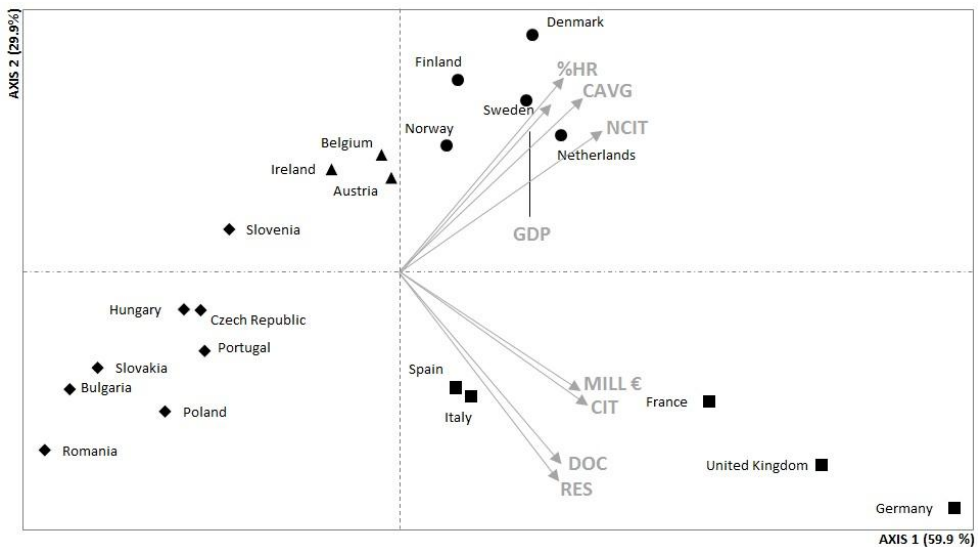 AXIS 2 (29.9%)
Denmark
Finland
%HR
CAVG
Sweden
NCIT
Norway
Belgium
Netherlands
Ireland
Austria
Slovenia
GDP
Hungary
Czech Republic
Portugal
Slovakia
Spain
Bulgaria
MILL €
CIT
France
Poland
Italy
Romania
DOC
United Kingdom
RES
Germany
AXIS 1 (59.9 %)